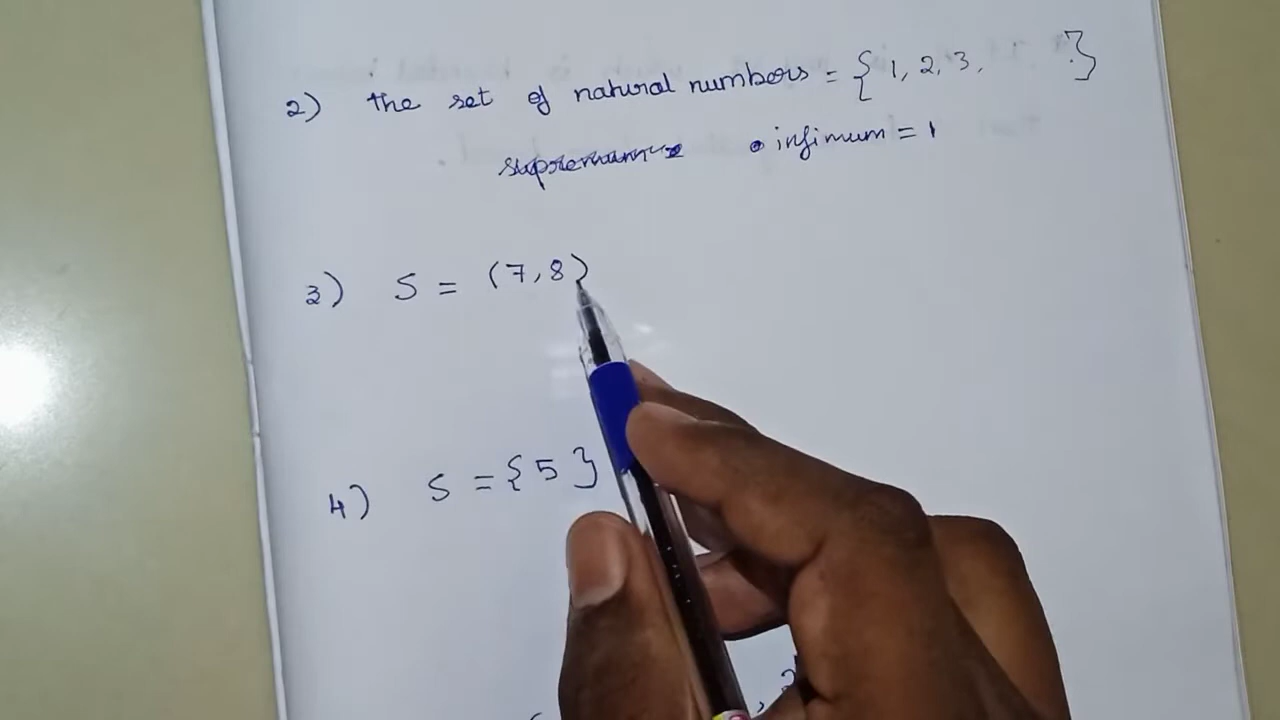 2) the set of natural numbers = { 1, 2, 3, . }
infimum = 1
3) S = (7,8)
4) S = {5}